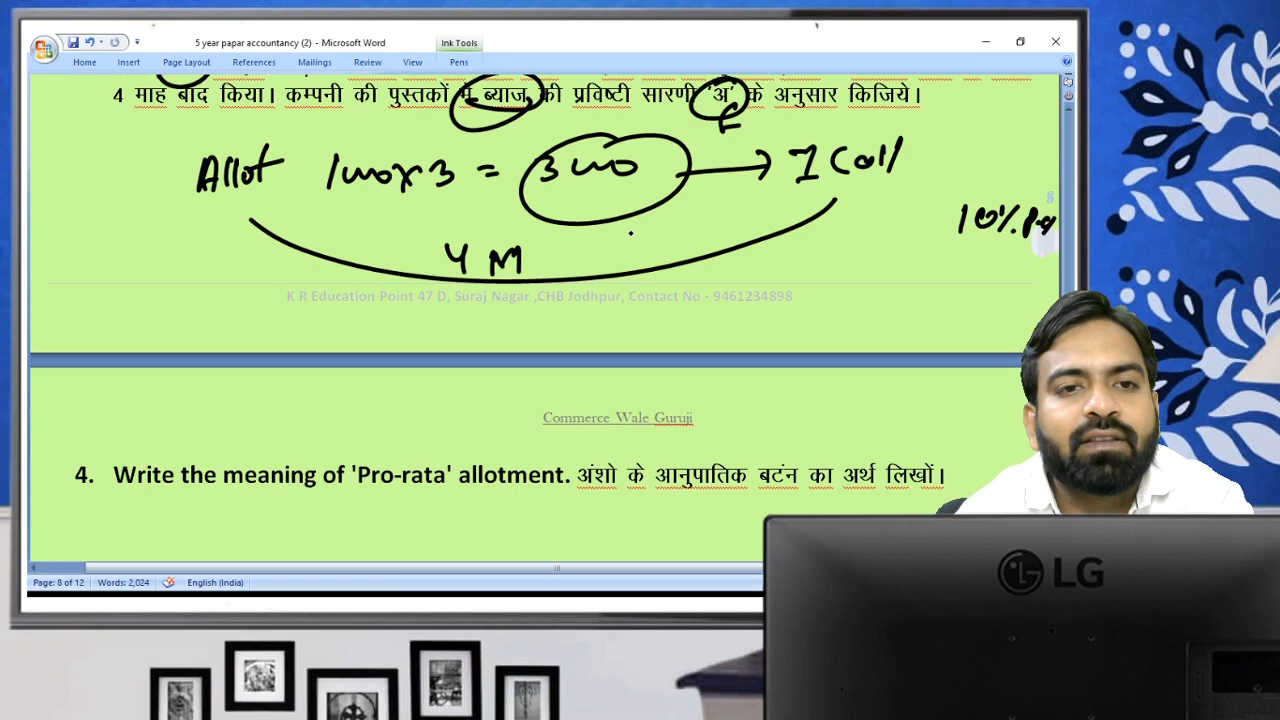 5 year papar accountancy (2) - Microsoft Word
Ink Tools
Home Insert Page Layout References Mailings Review View Pens
4 माह बाद किया। कम्पनी की पुस्तकों में ब्याज की प्रविष्टी सारणी 'अ' के अनुसार किजिये।
F
Allot 1000x3 = 3000 → I Call
10%
4 M
K R Education Point 47 D, Suraj Nagar ,CHB Jodhpur, Contact No - 9461234898
Commerce Wale Guruji
4. Write the meaning of 'Pro-rata' allotment. अंशो के आनुपातिक बटंन का अर्थ लिखों।
Page: 8 of 12 Words: 2,024 English (India)
LG